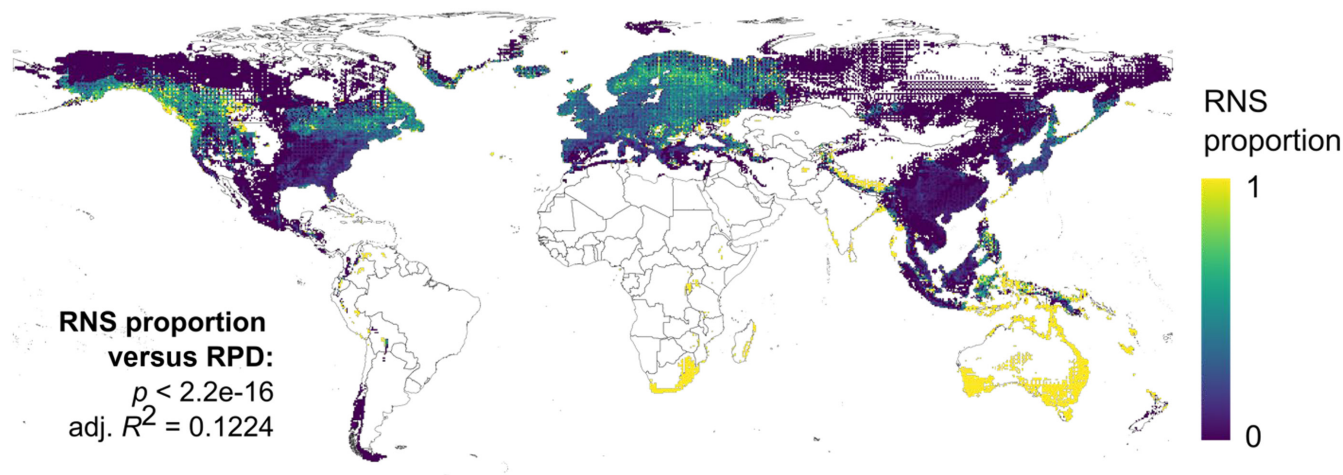 RNS
proportion
1
0
RNS proportion
versus RPD:
p < 2.2e-16
adj. R² = 0.1224